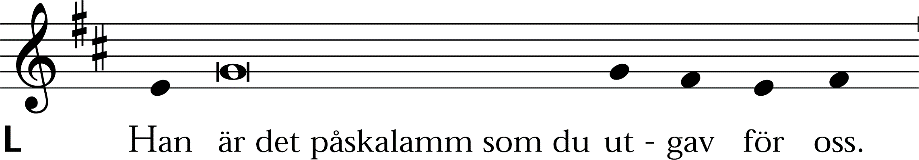 L Han är det påskalamm som du ut - gav för oss.